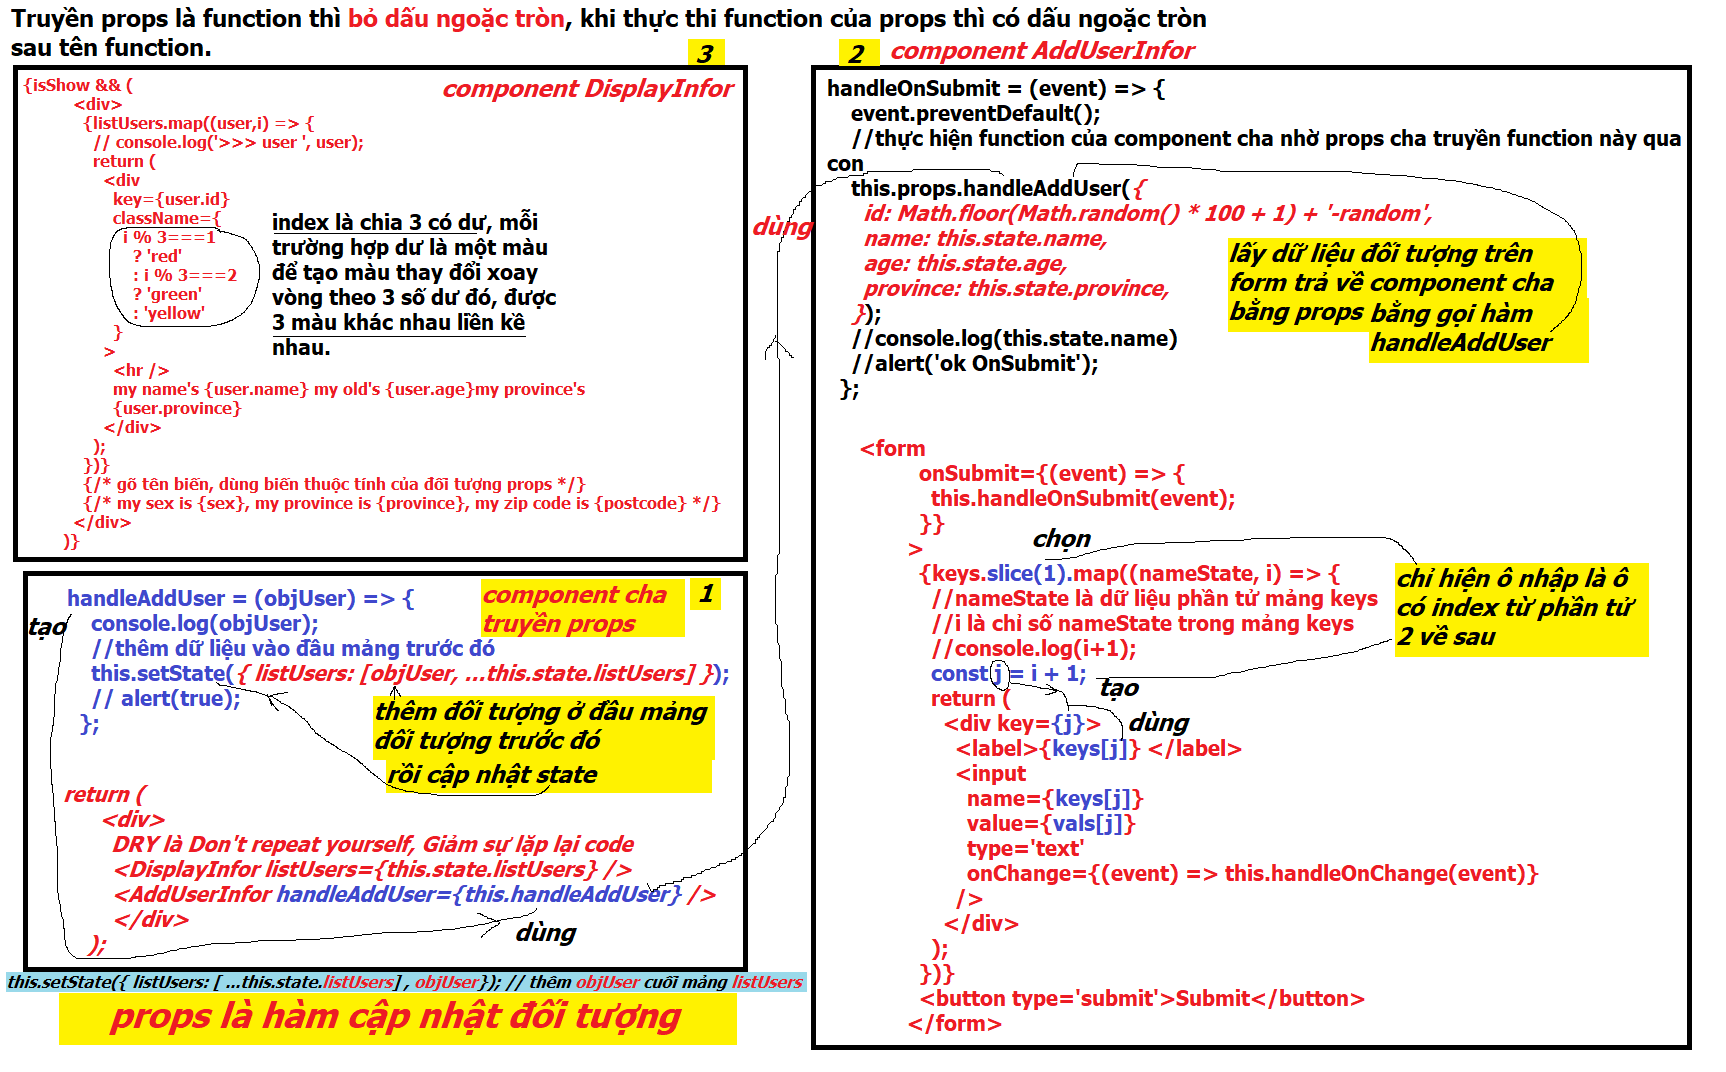 Truyền props là function thì bỏ dấu ngoặc tròn, khi thực thi function của props thì có dấu ngoặc tròn
sau tên function.
3
component DisplayInfor
{isShow && (
<div>
{listUsers.map((user,i) => {
// console.log('>>> user ', user);
return (
<div
key={user.id}
className={
i % 3===1
? 'red'
: i % 3===2
? 'green'
: 'yellow'
}
>
<hr />
my name's {user.name} my old's {user.age}my province's
{user.province}
</div>
);
})}
{/* gõ tên biến, dùng biến thuộc tính của đối tượng props */}
{/* my sex is {sex}, my province is {province}, my zip code is {postcode} */}
</div>
)}
index là chia 3 có dư, mỗi
trường hợp dư là một màu
để tạo màu thay đổi xoay
vòng theo 3 số dư đó, được
3 màu khác nhau liền kề
nhau.
1
component cha
truyền props
tạo
handleAddUser = (objUser) => {
console.log(objUser);
//thêm dữ liệu vào đầu mảng trước đó
this.setState({ listUsers: [objUser, ...this.state.listUsers] });
// alert(true);
};
thêm đối tượng ở đầu mảng
đối tượng trước đó
rồi cập nhật state
return (
<div>
DRY là Don't repeat yourself, Giảm sự lặp lại code
<DisplayInfor listUsers={this.state.listUsers} />
<AddUserInfor handleAddUser={this.handleAddUser} />
</div>
);
dùng
this.setState({ listUsers: [ ...this.state.listUsers] , objUser}); // thêm objUser cuối mảng listUsers
props là hàm cập nhật đối tượng
dùng
2
component AddUserInfor
handleOnSubmit = (event) => {
event.preventDefault();
//thực hiện function của component cha nhờ props cha truyền function này qua
con
this.props.handleAddUser({
id: Math.floor(Math.random() * 100 + 1) + '-random',
name: this.state.name,
age: this.state.age,
province: this.state.province,
});
//console.log(this.state.name)
//alert('ok OnSubmit');
};
lấy dữ liệu đối tượng trên
form trả về component cha
bằng props bằng gọi hàm
handleAddUser
<form
onSubmit={(event) => {
this.handleOnSubmit(event);
}}
>
chọn
{keys.slice(1).map((nameState, i) => {
//nameState là dữ liệu phần tử mảng keys
//i là chỉ số nameState trong mảng keys
//console.log(i+1);
const j = i + 1;
return (
<div key={j}>
<label>{keys[j]} </label>
<input
name={keys[j]}
value={vals[j]}
type='text'
onChange={(event) => this.handleOnChange(event)}
/>
</div>
);
})}
<button type='submit'>Submit</button>
</form>
tạo
dùng
chỉ hiện ô nhập là ô
có index từ phần tử
2 về sau